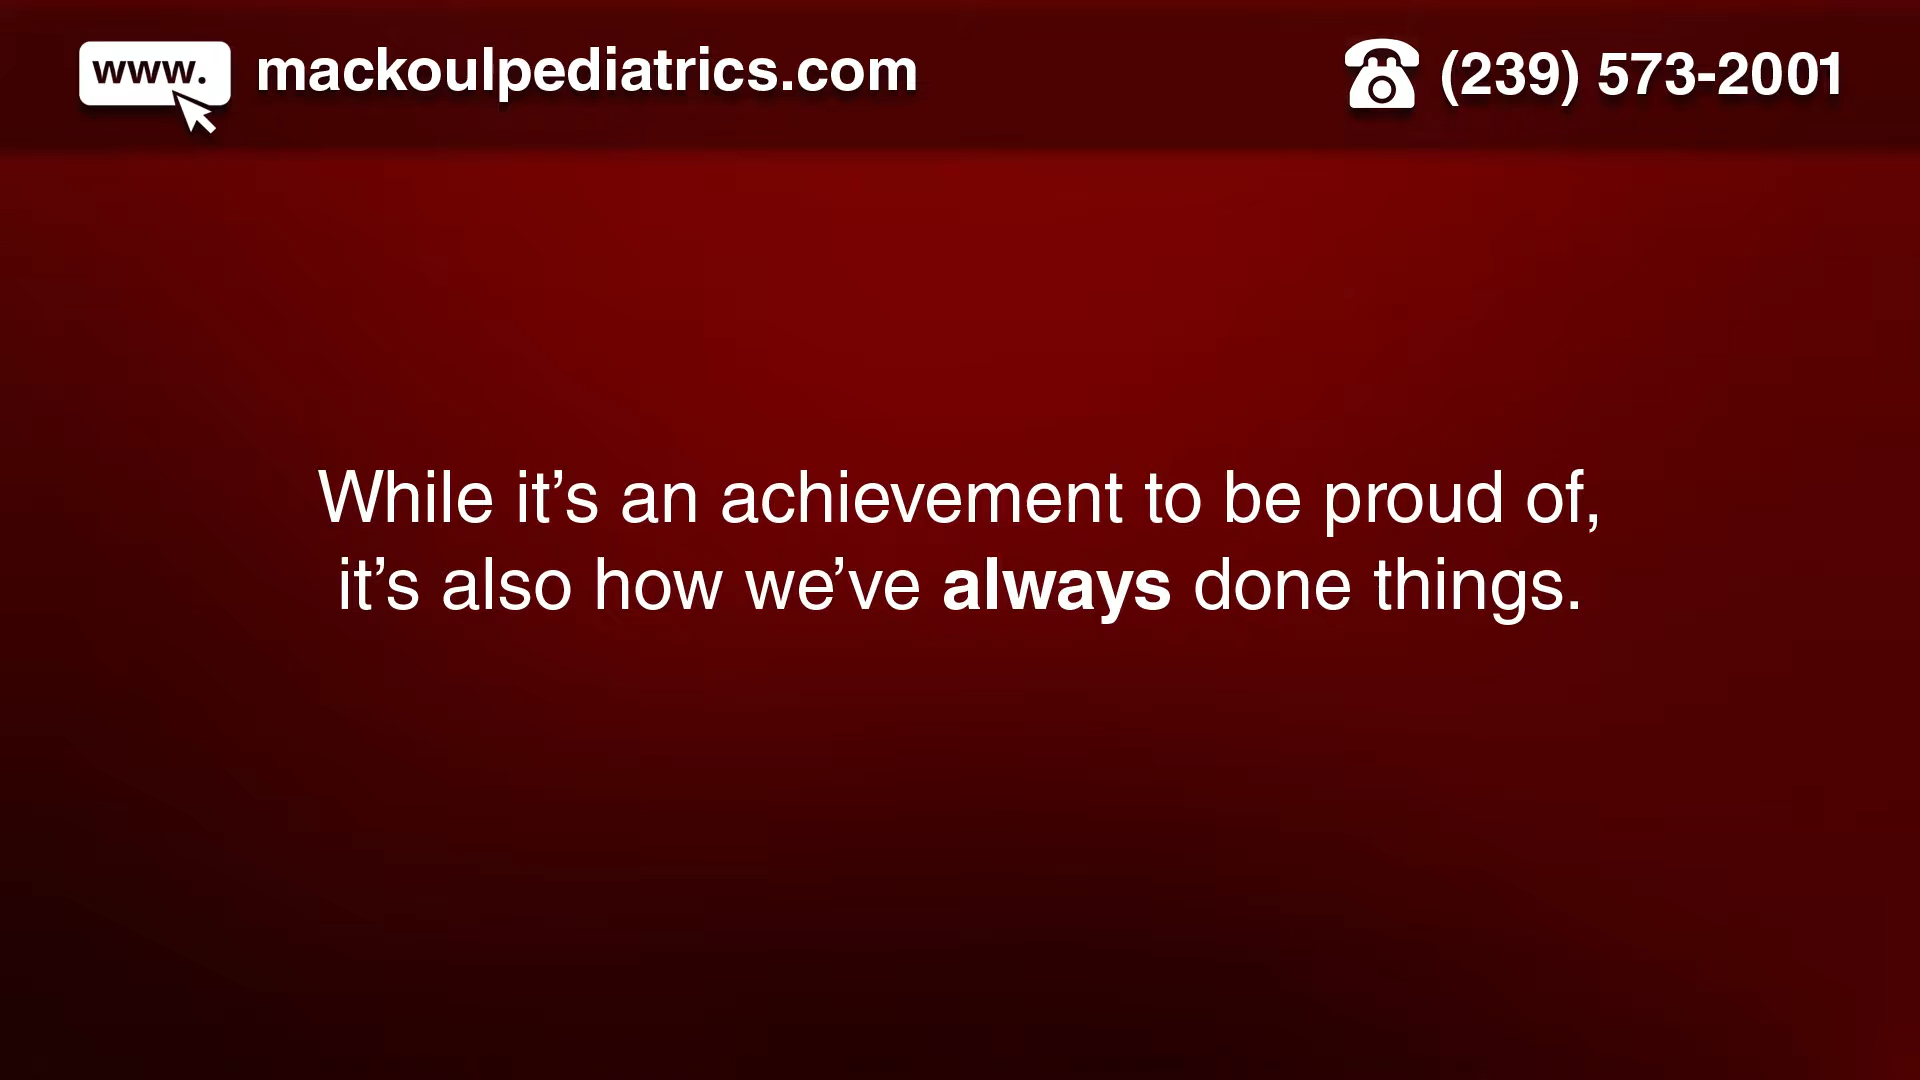 www. mackoulpediatrics.com
(239) 573-2001
While it’s an achievement to be proud of,
it’s also how we’ve always done things.